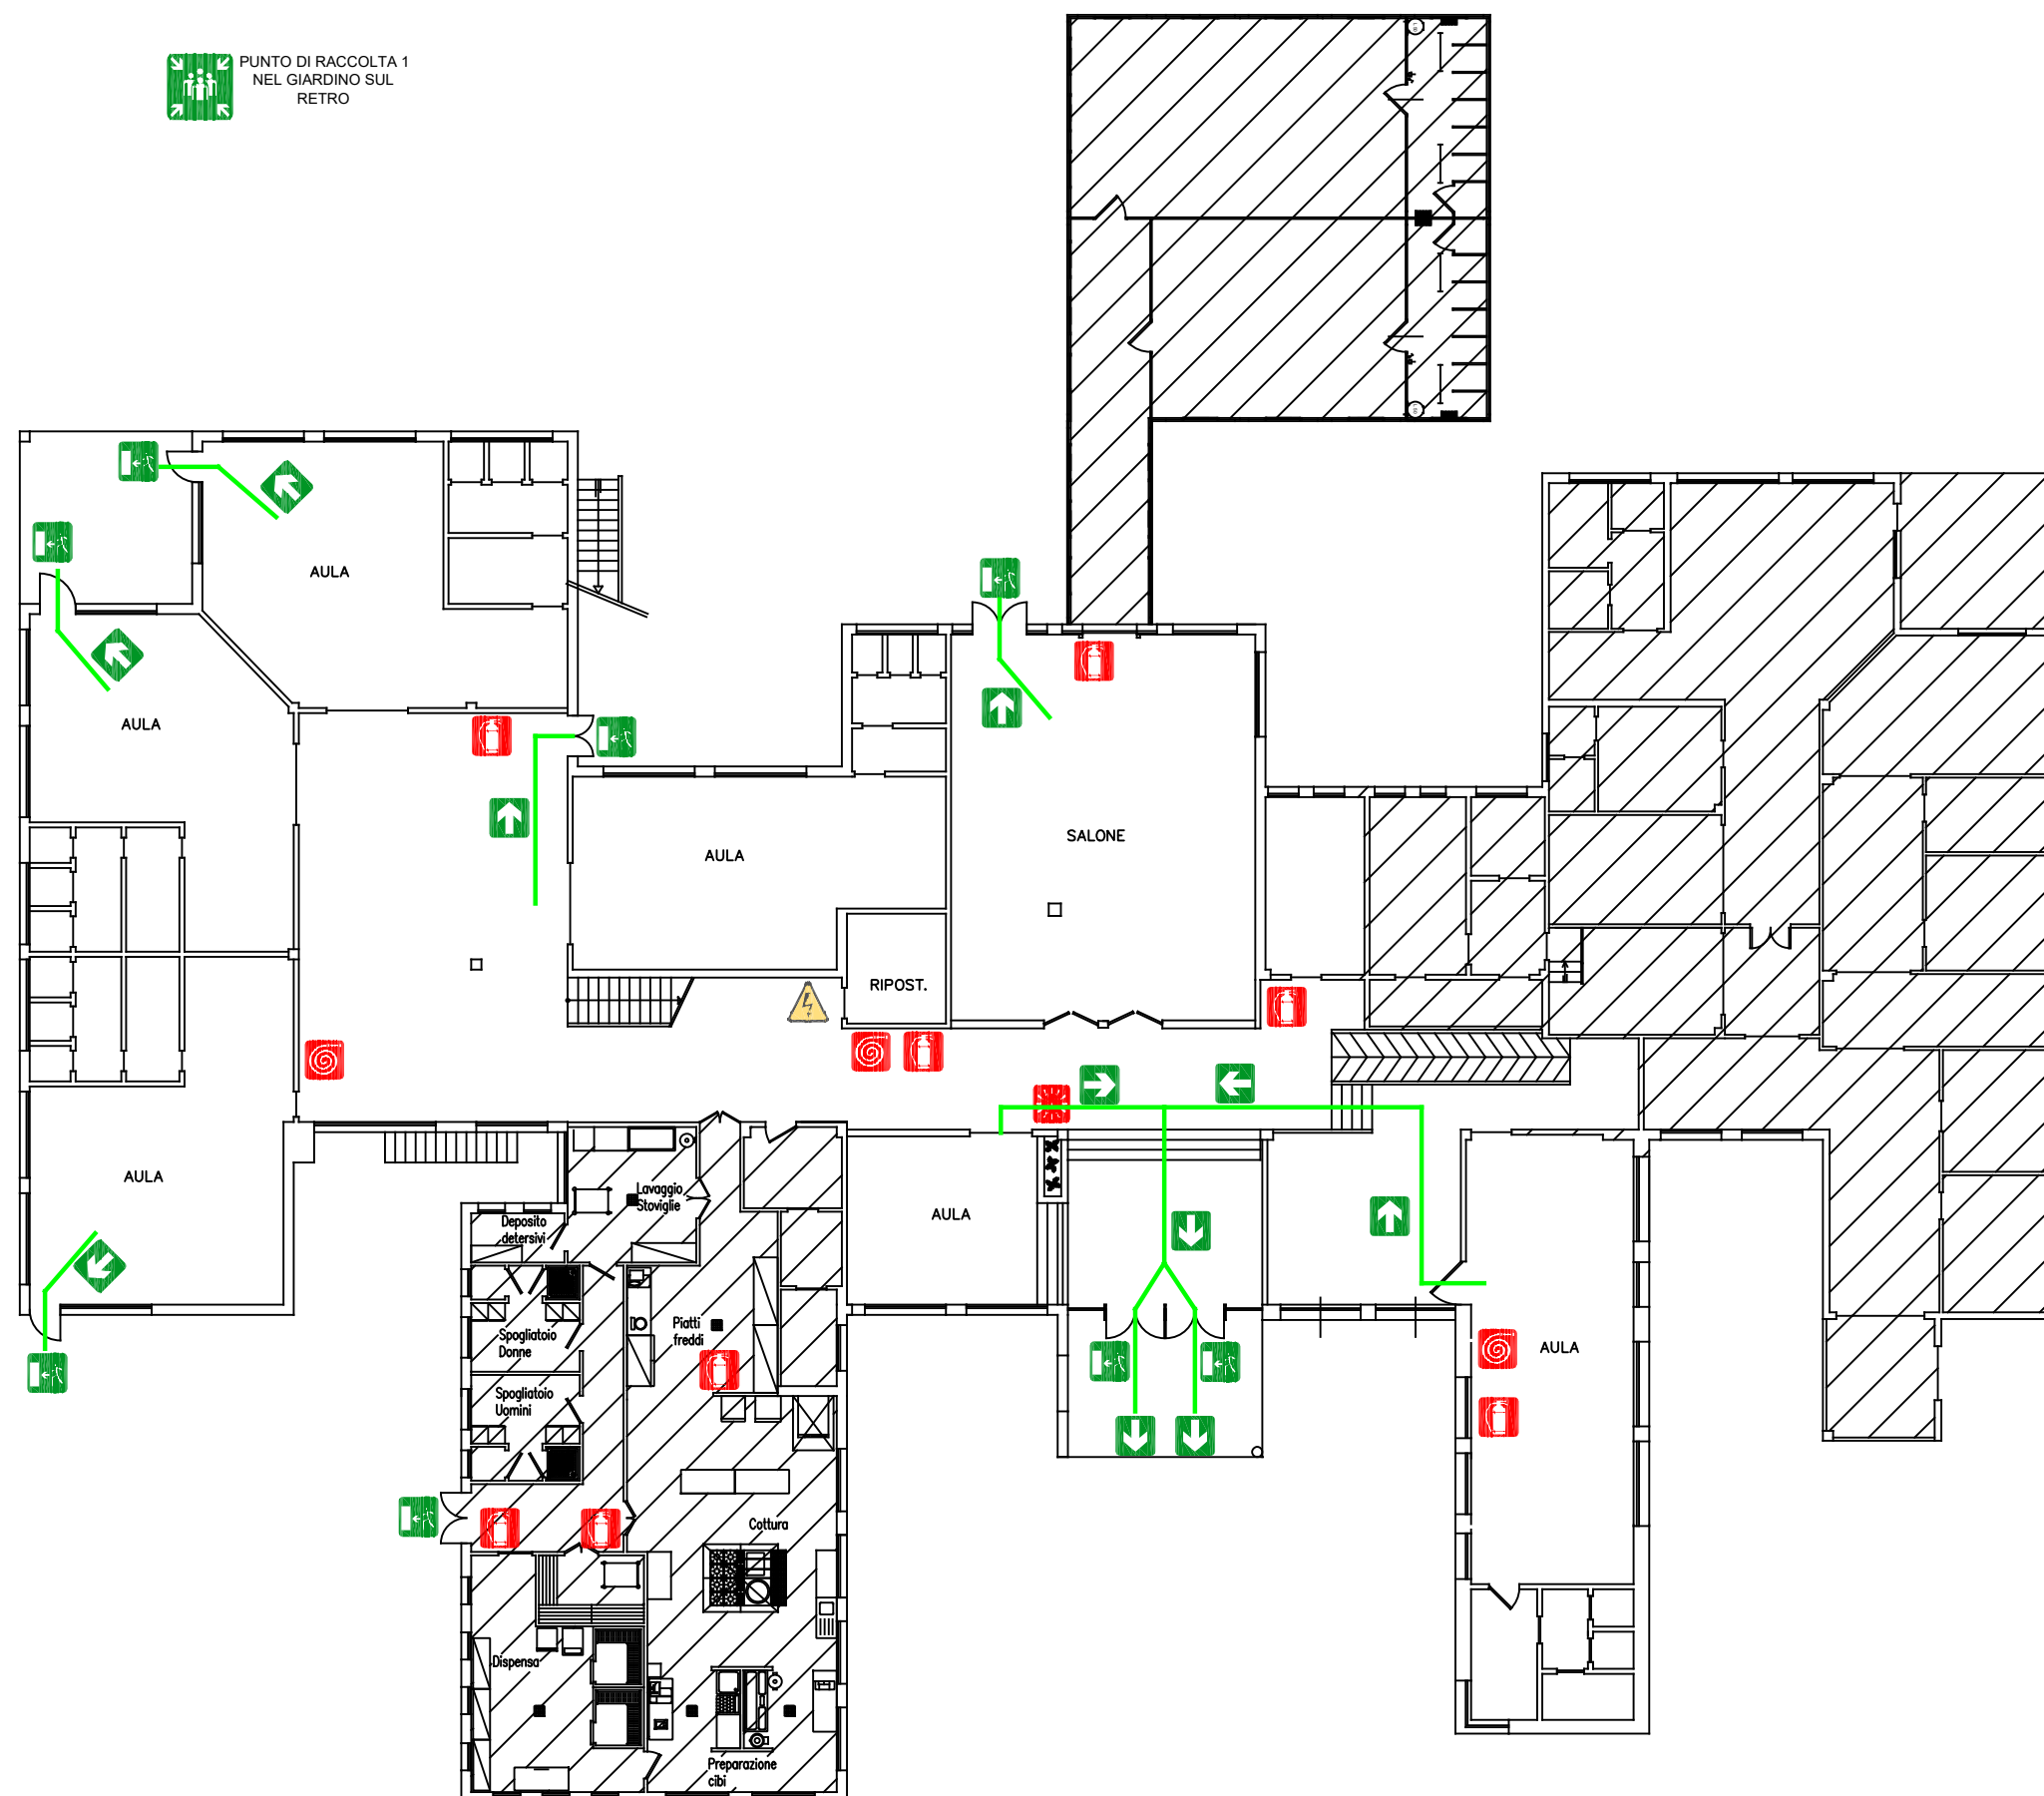 PUNTO DI RACCOLTA 1
NEL GIARDINO SUL
RETRO
AULA
AULA
SALONE
AULA
RIPOST.
AULA
Lavaggio
Stoviglie
AULA
Deposito
detersivi
Piatti
freddi
Spogliatoio
Donne
AULA
Spogliatoio
Uomini
Cottura
Dispensa
Preparazione
cibi